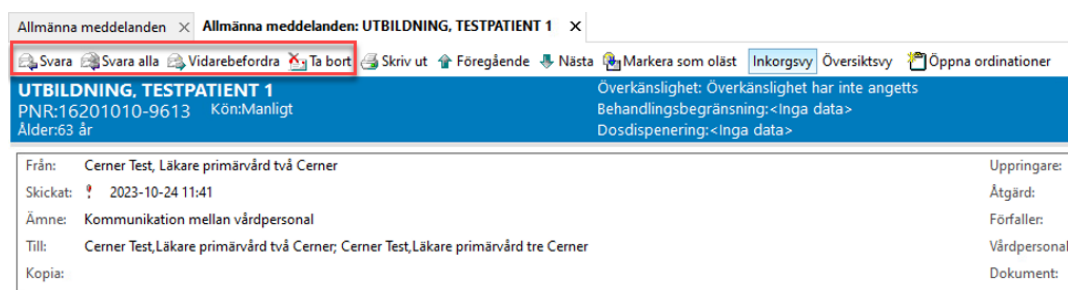 Allmänna meddelanden × Allmänna meddelanden: UTBILDNING, TESTPATIENT 1 ×
Svara Svara alla Vidarebefordra Ta bort Skriv ut Föregående Nästa Markera som oläst Inkorgsvy Översiktsvy Öppna ordinationer
UTBILDNING, TESTPATIENT 1 Överkänslighet: Överkänslighet har inte angetts
PNR:16201010-9613 Kön:Manligt Behandlingsbegränsning:<Inga data>
Ålder:63 år Dosdispenering:<Inga data>
Från: Cerner Test, Läkare primärvård två Cerner Uppringare:
Skickat: ! 2023-10-24 11:41 Åtgärd:
Ämne: Kommunikation mellan vårdpersonal Förfaller:
Till: Cerner Test,Läkare primärvård två Cerner; Cerner Test,Läkare primärvård tre Cerner Vårdpersonal
Kopia: Dokument: